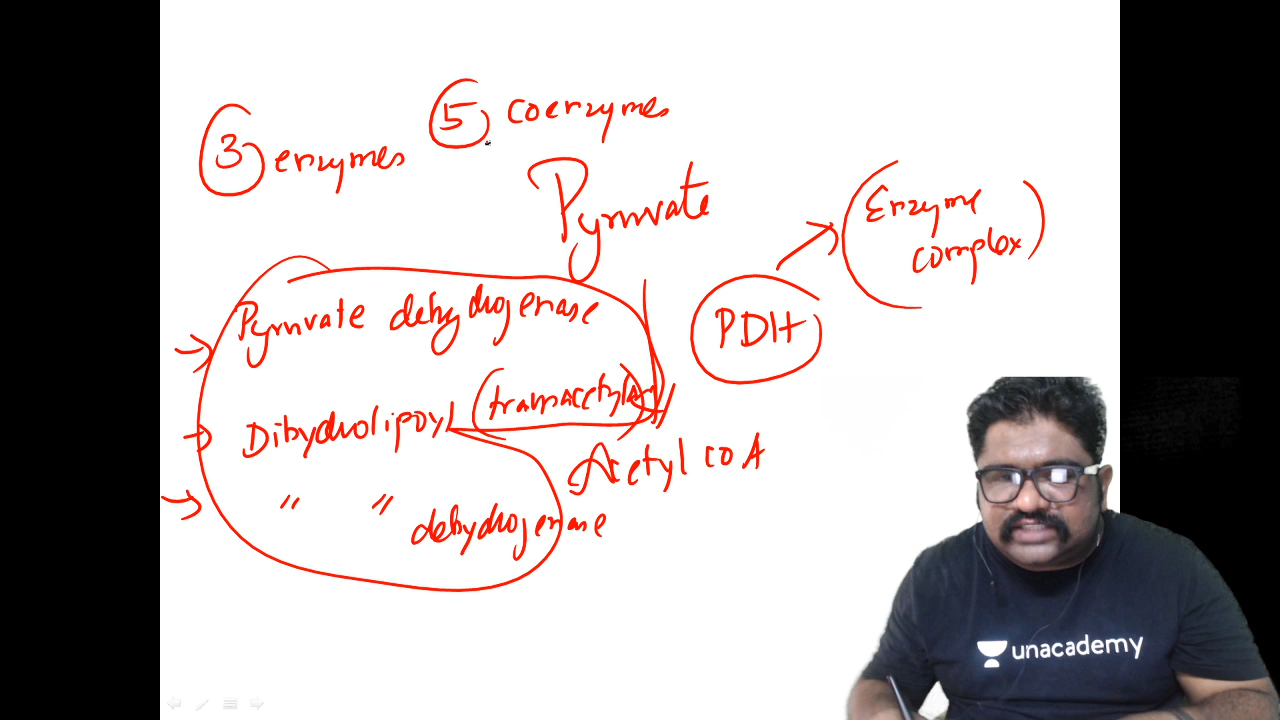 5 coenzymes
3 enzymes
Pyruvate
Enzyme
complex
Pyruvate dehydrogenase
PDH
Dihydrolipoyl (transacetylase)
Acetyl CoA
" "
dehydrogenase
unacademy